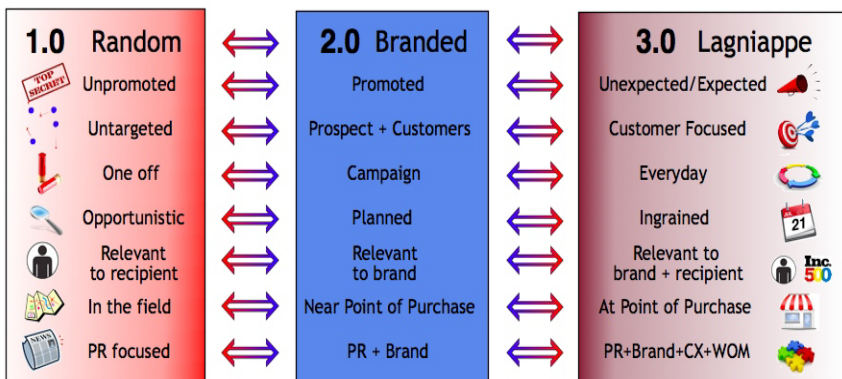 1.0 Random 2.0 Branded 3.0 Lagniappe
TOP SECRET Unpromoted Promoted Unexpected/Expected
Untargeted Prospect + Customers Customer Focused
One off Campaign Everyday
Opportunistic Planned Ingrained 21
Relevant Relevant Relevant to
to recipient to brand brand + recipient Inc. 500
In the field Near Point of Purchase At Point of Purchase
NEWS PR focused PR + Brand PR+Brand+CX+WOM